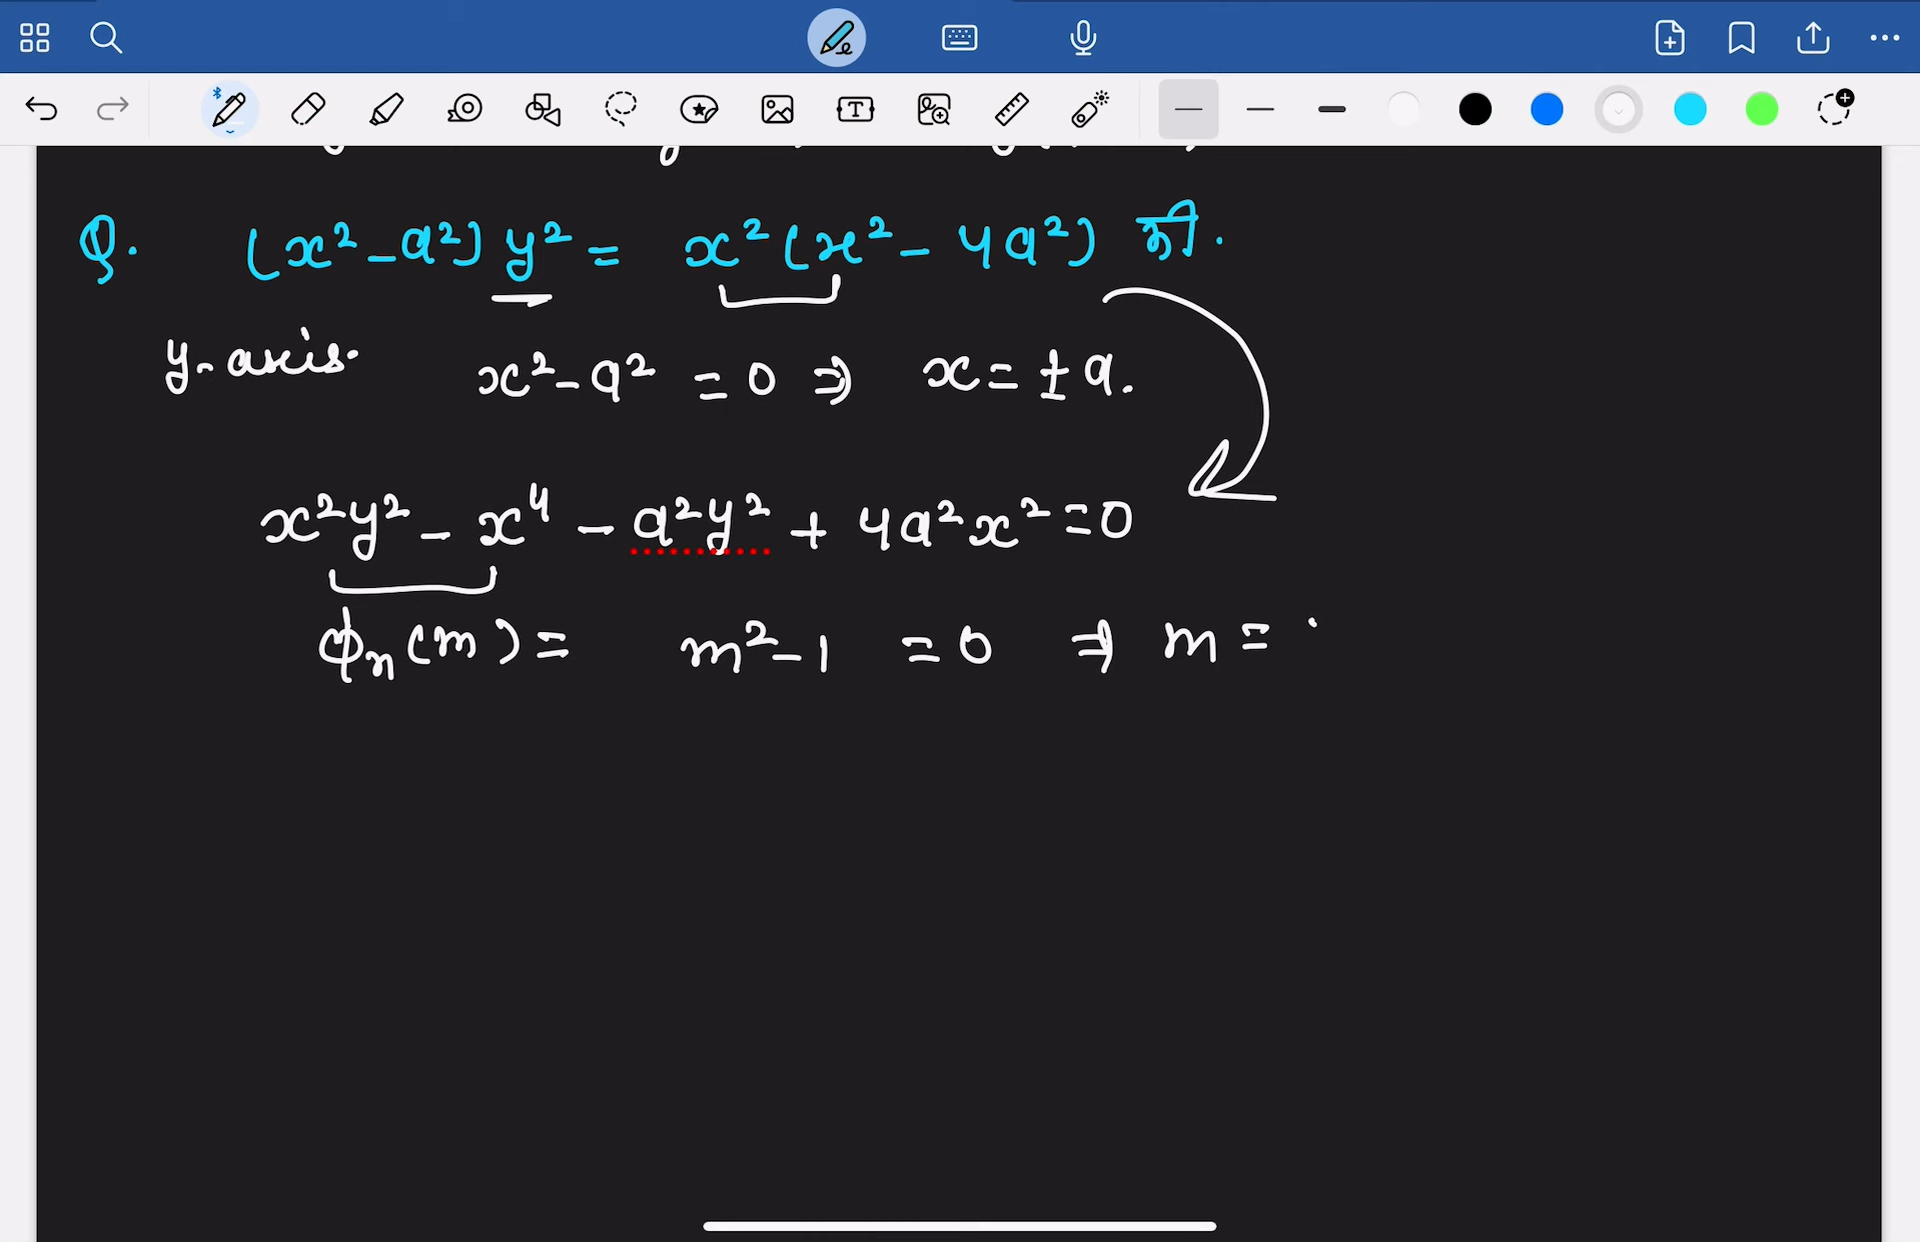 Q. (x² - a²) y² = x² (x² - 4a²) की.
y-axis. x² - a² = 0 ⇒ x = ± a.
x²y² - x⁴ - a²y² + 4a²x² = 0
ϕₙ(m) = m² - 1 = 0 ⇒ m =